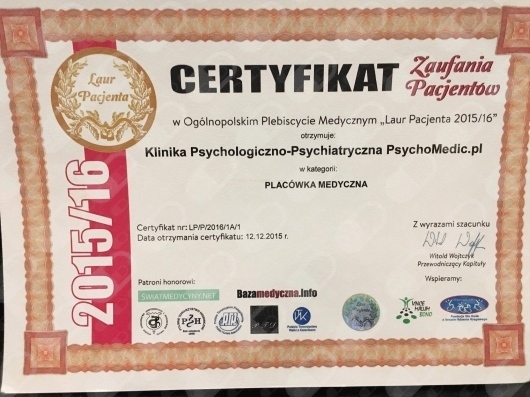 Laur
Pacjenta
2015/16
CERTYFIKAT
Zaufania
Pacjentów
w Ogólnopolskim Plebiscycie Medycznym „Laur Pacjenta 2015/16"
otrzymuje:
Klinika Psychologiczno-Psychiatryczna PsychoMedic.pl
w kategorii:
PLACÓWKA MEDYCZNA
Certyfikat nr: LP/P/2016/1A/1
Data otrzymania certyfikatu: 12.12.2015 r.
Z wyrazami szacunku
Witold Wojtczyk
Przewodniczący Kapituły
Patroni honorowi:
Wspieramy:
SWIATMEDYCYNY.NET
Bazamedyczna.Info
PZH